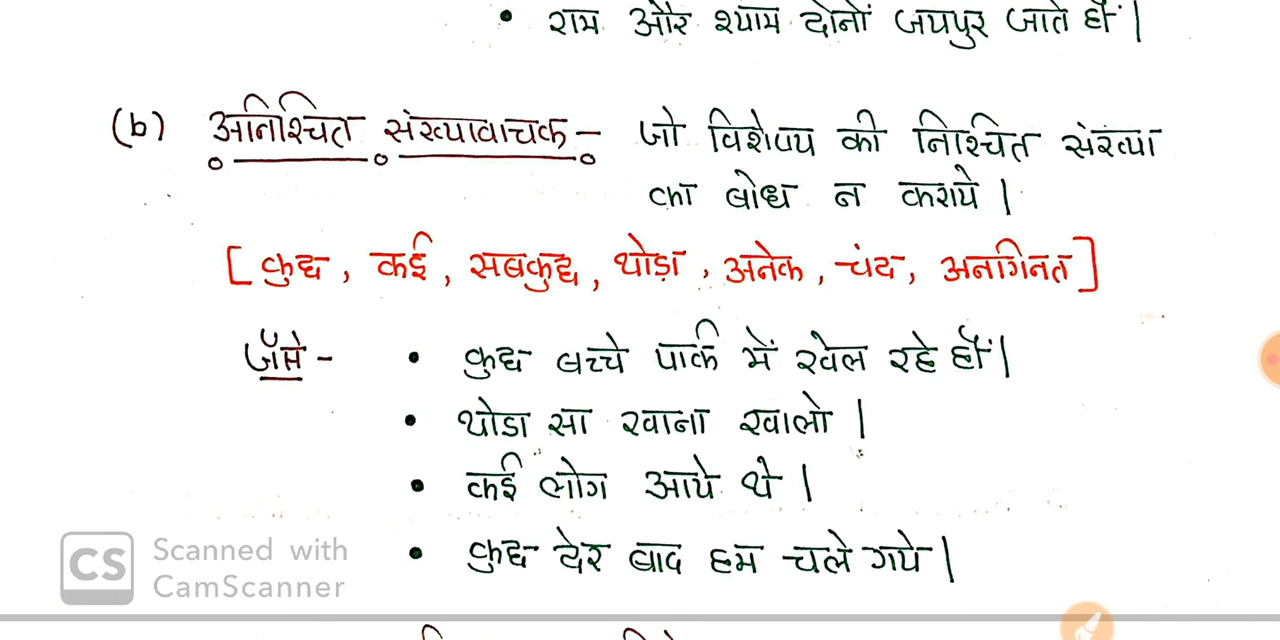 • राम और श्याम दोनों जयपुर जाते हैं।
(b) अनिश्चित संख्यावाचक – जो विशेष्य की निश्चित संख्या
का बोध न कराये।
[कुछ, कई, सबकुछ, थोड़ा, अनेक, चंद, अनगिनत]
जैसे – • कुछ बच्चे पार्क में खेल रहे हैं।
• थोडा सा खाना खालो।
• कई लोग आये थे।
• कुछ देर बाद हम चले गये।
CS Scanned with
CamScanner